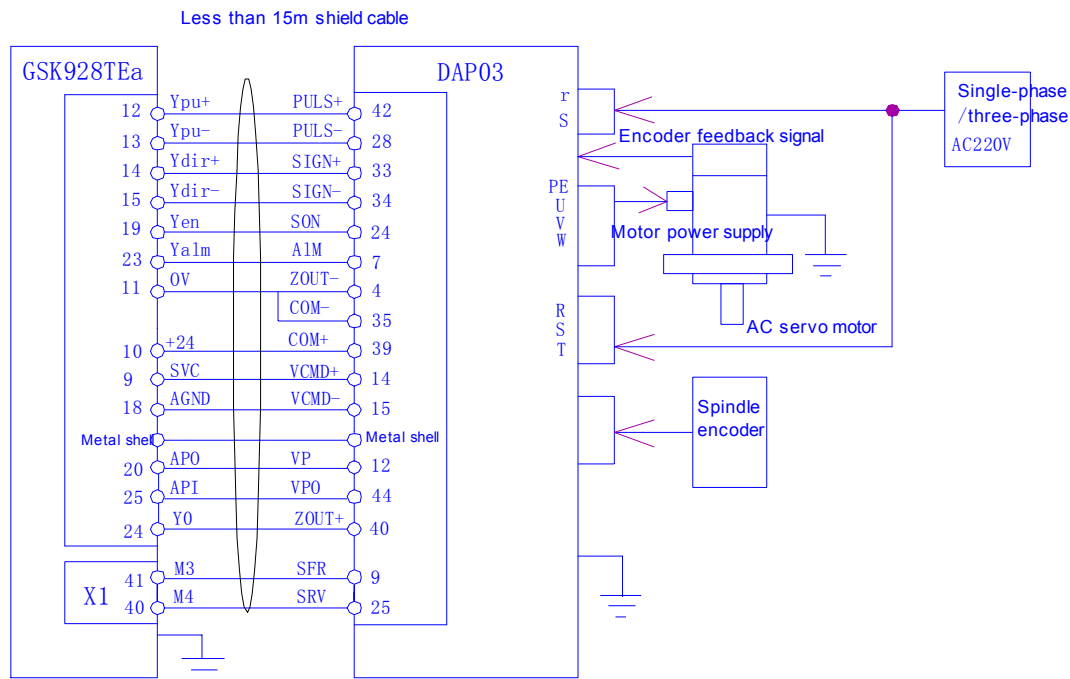 Less than 15m shield cable
GSK928TEa
DAP03
12 Ypu+ PULS+ 42
13 Ypu- PULS- 28
14 Ydir+ SIGN+ 33
15 Ydir- SIGN- 34
19 Yen SON 24
23 Yalm AlM 7
11 0V ZOUT- 4
COM- 35
10 +24 COM+ 39
9 SVC VCMD+ 14
18 AGND VCMD- 15
Metal shell Metal shell
20 APO VP 12
25 API VPO 44
24 Y0 ZOUT+ 40
X1
41 M3 SFR 9
40 M4 SRV 25
r
S
Encoder feedback signal
PE
U
V
W
Motor power supply
R
S
T
AC servo motor
Spindle
encoder
Single-phase
/three-phase
AC220V